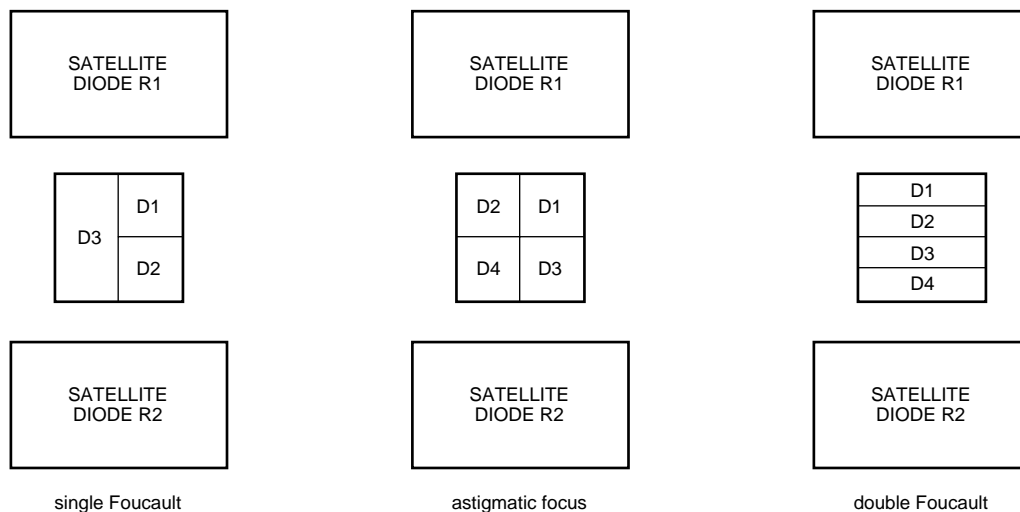 SATELLITE
DIODE R1
SATELLITE
DIODE R1
SATELLITE
DIODE R1
D3
D1
D2
D2
D1
D4
D3
D1
D2
D3
D4
SATELLITE
DIODE R2
SATELLITE
DIODE R2
SATELLITE
DIODE R2
single Foucault
astigmatic focus
double Foucault